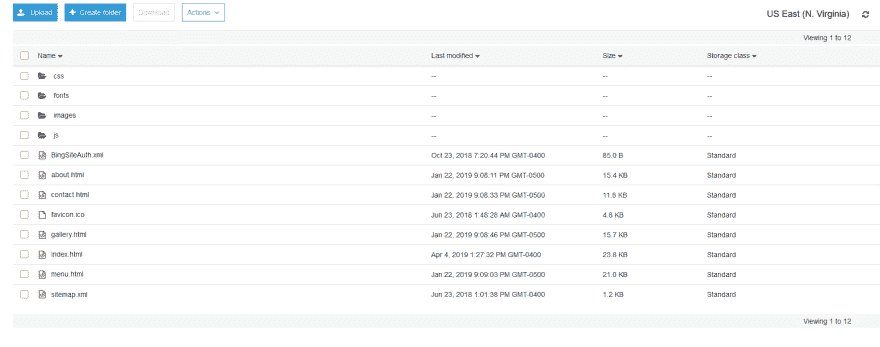 Upload Create folder Download Actions US East (N. Virginia)
Viewing 1 to 12
Name Last modified Size Storage class
css -- -- --
fonts -- -- --
images -- -- --
js -- -- --
BingSiteAuth.xml Oct 23, 2018 7:20:44 PM GMT-0400 85.0 B Standard
about.html Jan 22, 2019 9:08:11 PM GMT-0500 15.4 KB Standard
contact.html Jan 22, 2019 9:08:33 PM GMT-0500 11.6 KB Standard
favicon.ico Jun 23, 2018 1:48:28 AM GMT-0400 4.8 KB Standard
gallery.html Jan 22, 2019 9:08:46 PM GMT-0500 15.7 KB Standard
index.html Apr 4, 2019 1:27:32 PM GMT-0400 23.8 KB Standard
menu.html Jan 22, 2019 9:09:03 PM GMT-0500 21.0 KB Standard
sitemap.xml Jun 23, 2018 1:01:38 PM GMT-0400 1.2 KB Standard
Viewing 1 to 12